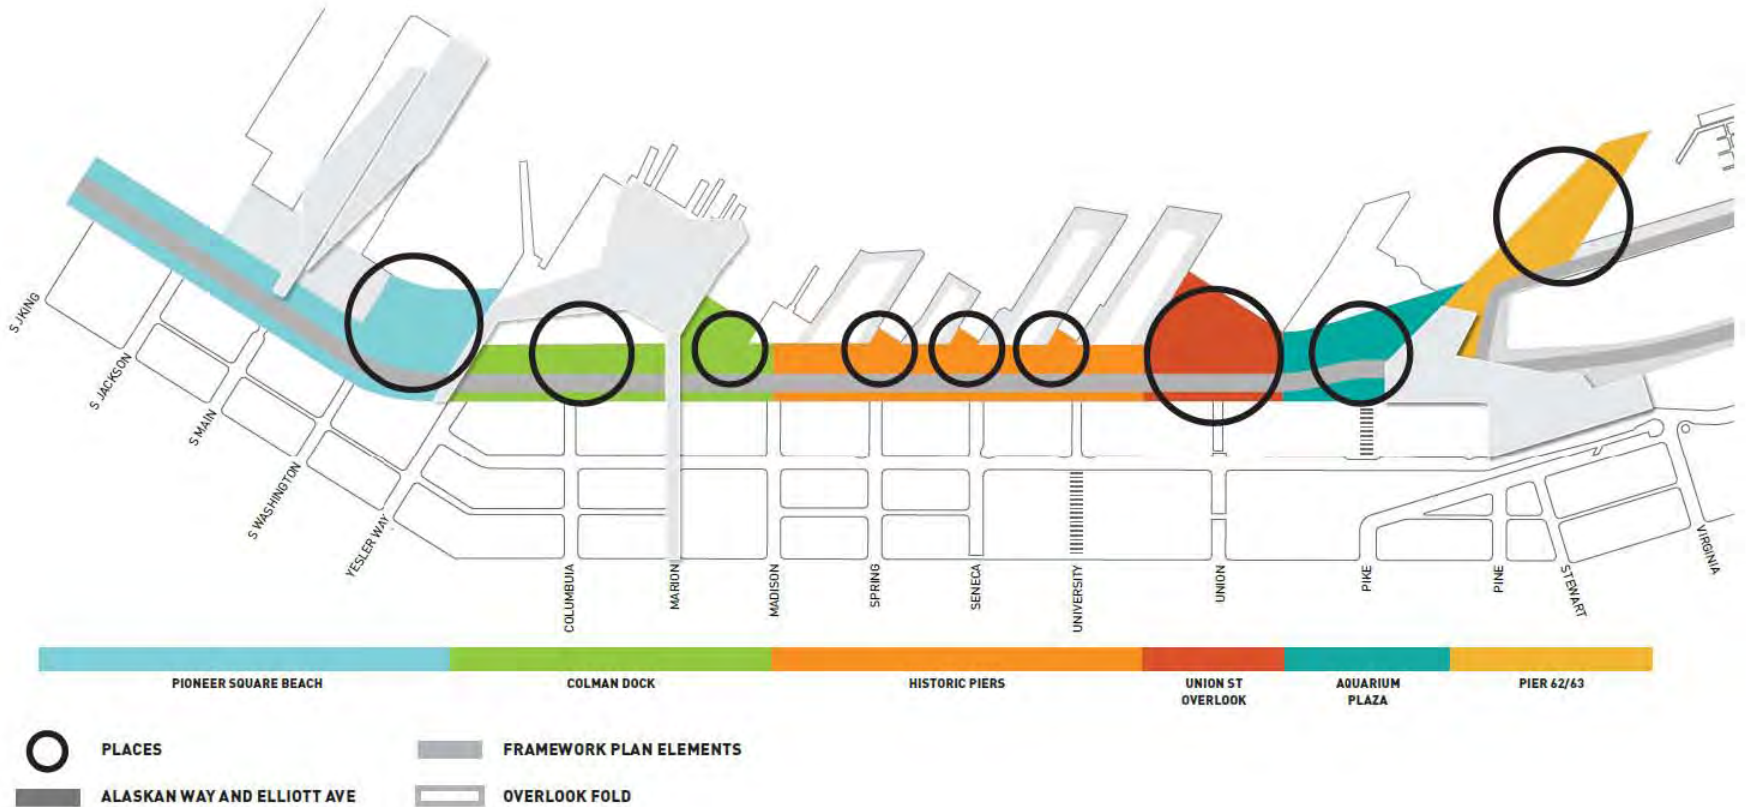 S JKING
S JACKSON
S MAIN
S WASHINGTON
YESLER WAY
COLUMBUIA
MARION
MADISON
SPRING
SENECA
UNIVERSITY
UNION
PIKE
PINE
STEWART
VIRGINIA
PIONEER SQUARE BEACH
COLMAN DOCK
HISTORIC PIERS
UNION ST
OVERLOOK
AQUARIUM
PLAZA
PIER 62/63
PLACES
FRAMEWORK PLAN ELEMENTS
ALASKAN WAY AND ELLIOTT AVE
OVERLOOK FOLD